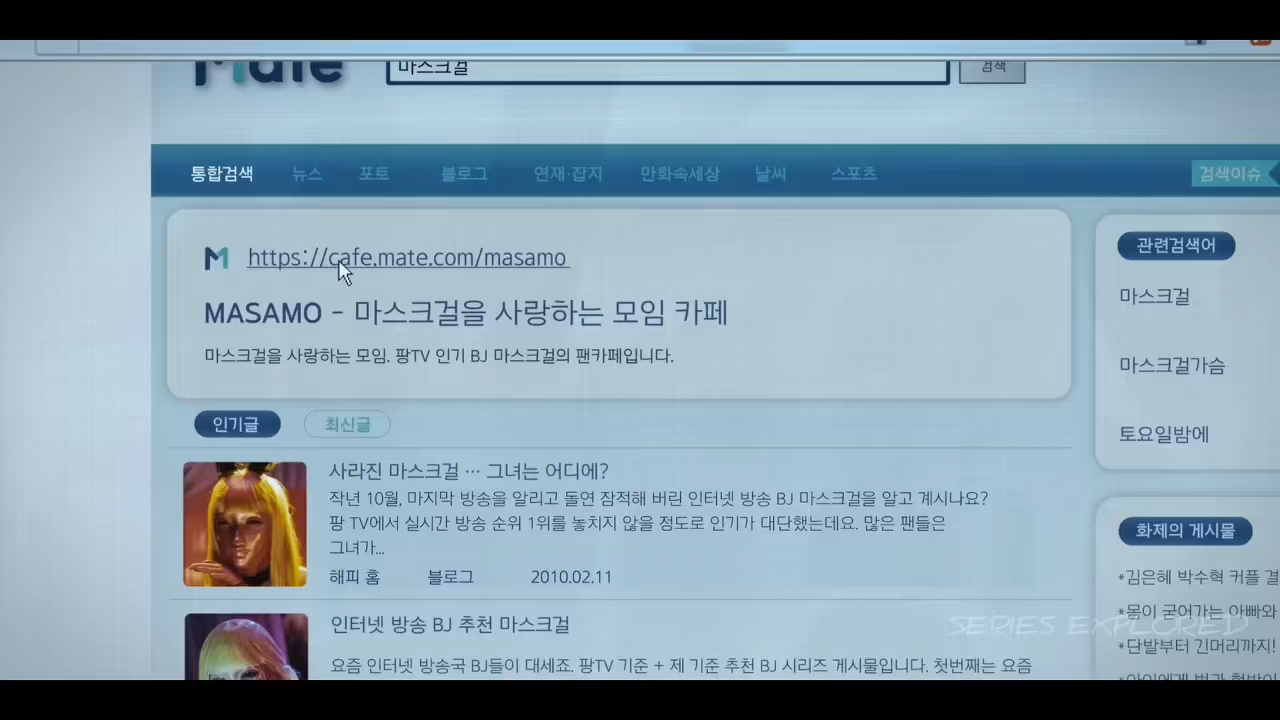 Mate
마스크걸
검색
통합검색 뉴스 포토 블로그 연재·잡지 만화속세상 날씨 스포츠 검색이슈
https://cafe.mate.com/masamo
MASAMO - 마스크걸을 사랑하는 모임 카페
마스크걸을 사랑하는 모임. 팡TV 인기 BJ 마스크걸의 팬카페입니다.
인기글 최신글
사라진 마스크걸 … 그녀는 어디에?
작년 10월, 마지막 방송을 알리고 돌연 잠적해 버린 인터넷 방송 BJ 마스크걸을 알고 계시나요?
팡 TV에서 실시간 방송 순위 1위를 놓치지 않을 정도로 인기가 대단했는데요. 많은 팬들은
그녀가...
해피 홈 블로그 2010.02.11
인터넷 방송 BJ 추천 마스크걸
요즘 인터넷 방송국 BJ들이 대세죠. 팡TV 기준 + 제 기준 추천 BJ 시리즈 게시물입니다. 첫번째는 요즘
관련검색어
마스크걸
마스크걸가슴
토요일밤에
화제의 게시물
*김은혜 박수혁 커플 결
*몸이 굳어가는 아빠와
*단발부터 긴머리까지!
SERIES EXPLORED